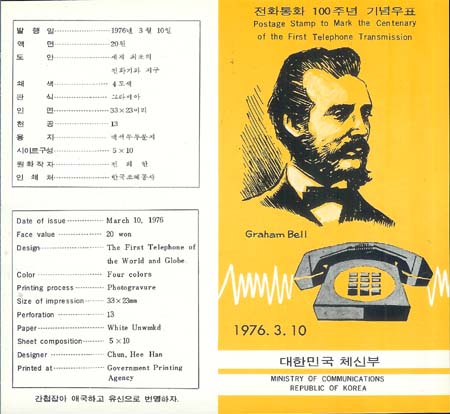 발행일 1976년 3월 10일
액면 20원
도안 세계 최초의
전화기와 지구
쇄색 4도색
판식 그라비아
인면 33×23미리
천공 13
용지 백색무투문지
시이트구성 5×10
원화작자 전희한
인쇄처 한국조폐공사
Date of issue March 10, 1976
Face value 20 won
Design The First Telephone of
the World and Globe.
Color Four colors
Printing process Photogravure
Size of impression 33×23mm
Perforation 13
Paper White Unwmkd
Sheet composition 5×10
Designer Chun, Hee Han
Printed at Government Printing
Agency
간첩잡아 애국하고 유신으로 번영하자.
전화통화 100주년 기념우표
Postage Stamp to Mark the Centenary
of the First Telephone Transmission
Graham Bell
1976. 3. 10
대한민국 체신부
MINISTRY OF COMMUNICATIONS
REPUBLIC OF KOREA